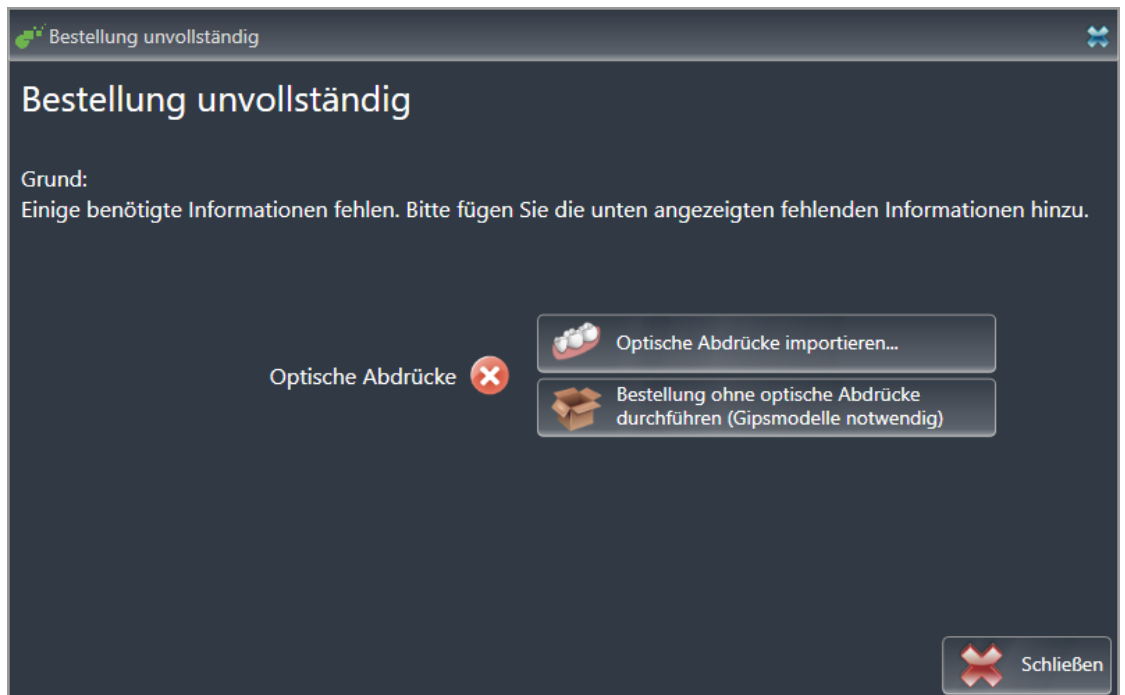 Bestellung unvollständig
Bestellung unvollständig
Grund:
Einige benötigte Informationen fehlen. Bitte fügen Sie die unten angezeigten fehlenden Informationen hinzu.
Optische Abdrücke
Optische Abdrücke importieren...
Bestellung ohne optische Abdrücke
durchführen (Gipsmodelle notwendig)
Schließen